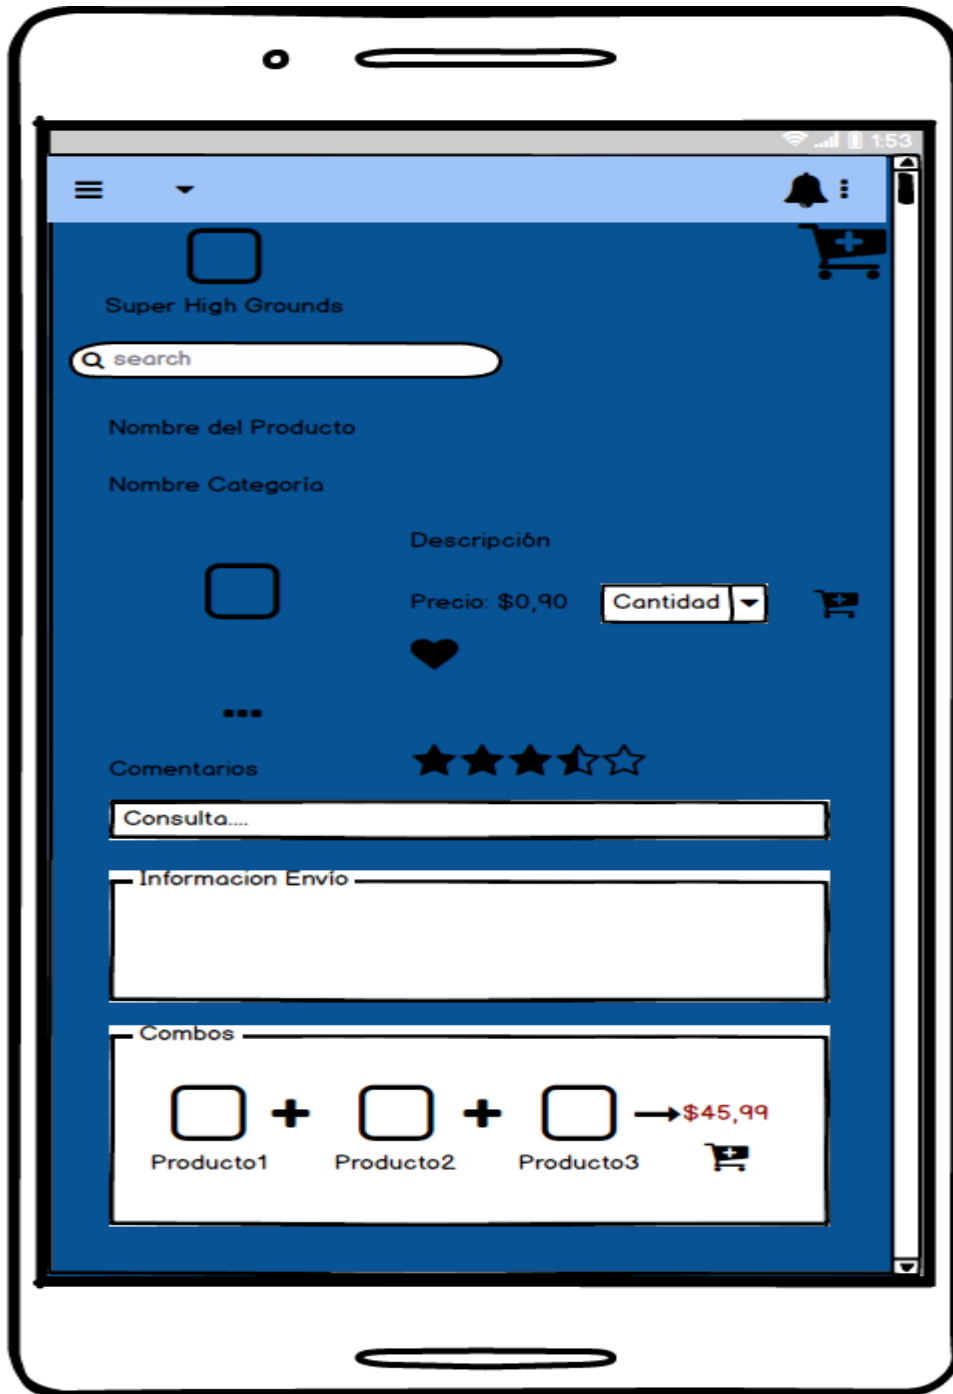 1:53
Super High Grounds
search
Nombre del Producto
Nombre Categoría
Descripción
Precio: $0,90 Cantidad
Comentarios
Consulta....
Informacion Envío
Combos
$45,99
Producto1 Producto2 Producto3